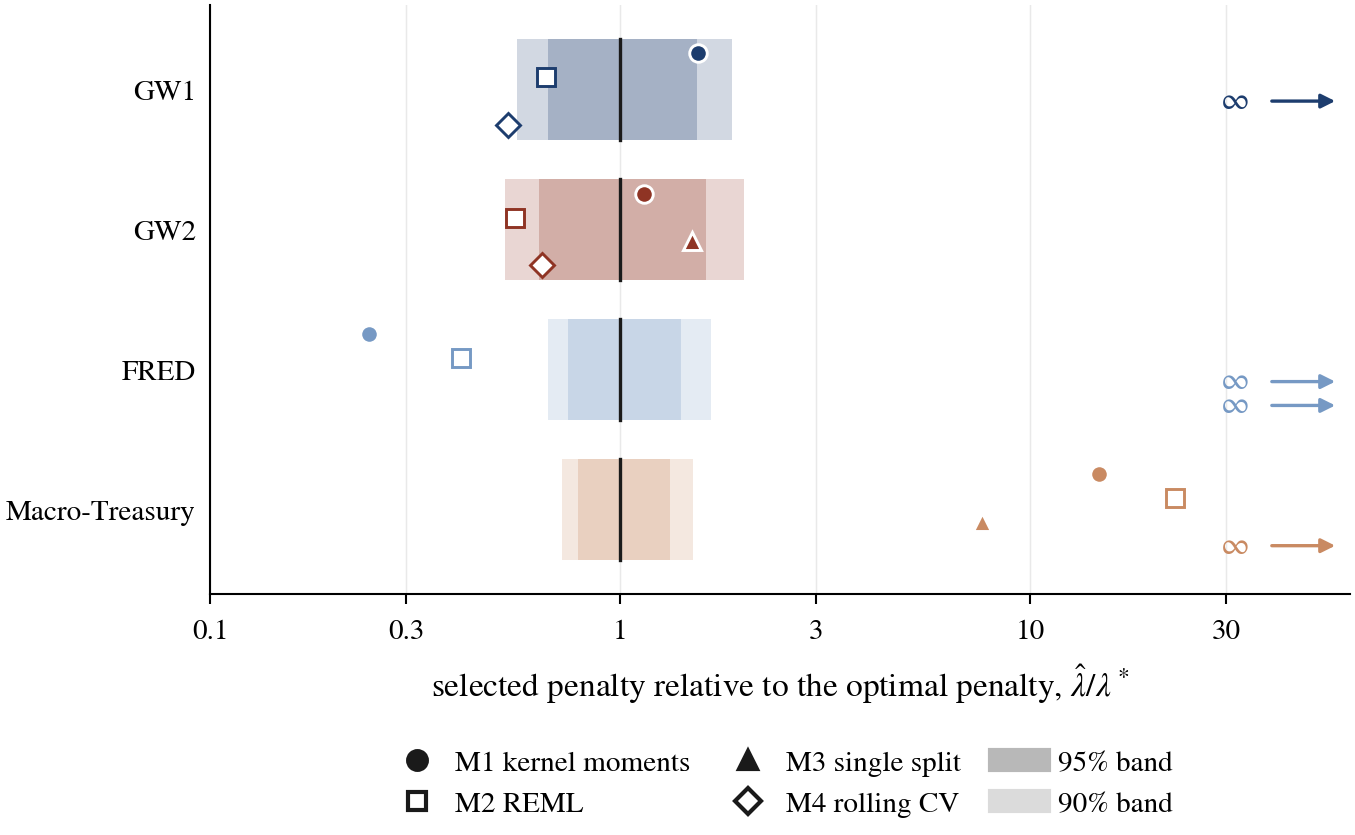 GW1
∞
GW2
FRED
∞
∞
Macro-Treasury
∞
0.1 0.3 1 3 10 30
selected penalty relative to the optimal penalty, λ̂/λ*
M1 kernel moments M3 single split 95% band
M2 REML M4 rolling CV 90% band